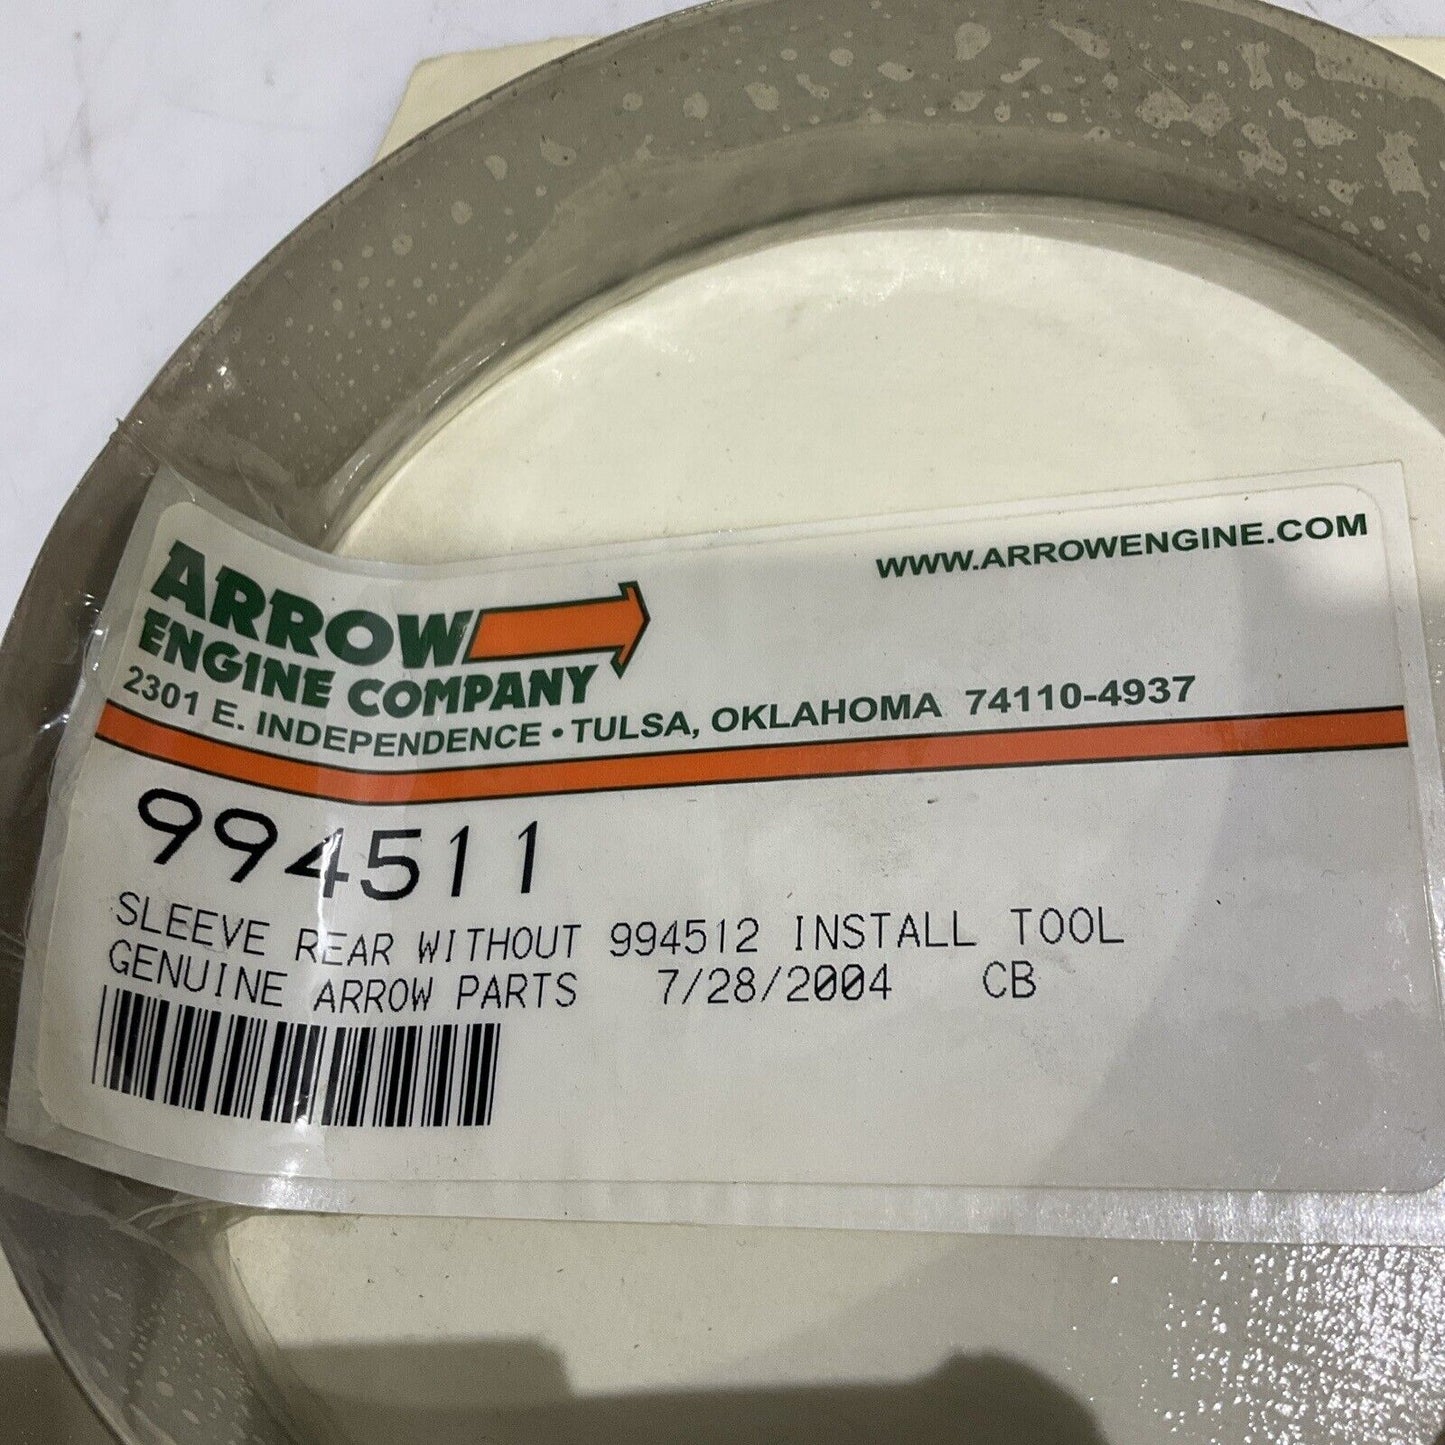 WWW.ARROWENGINE.COM
ARROW
ENGINE COMPANY
2301 E. INDEPENDENCE • TULSA, OKLAHOMA 74110-4937
994511
SLEEVE REAR WITHOUT 994512 INSTALL TOOL
GENUINE ARROW PARTS 7/28/2004 CB